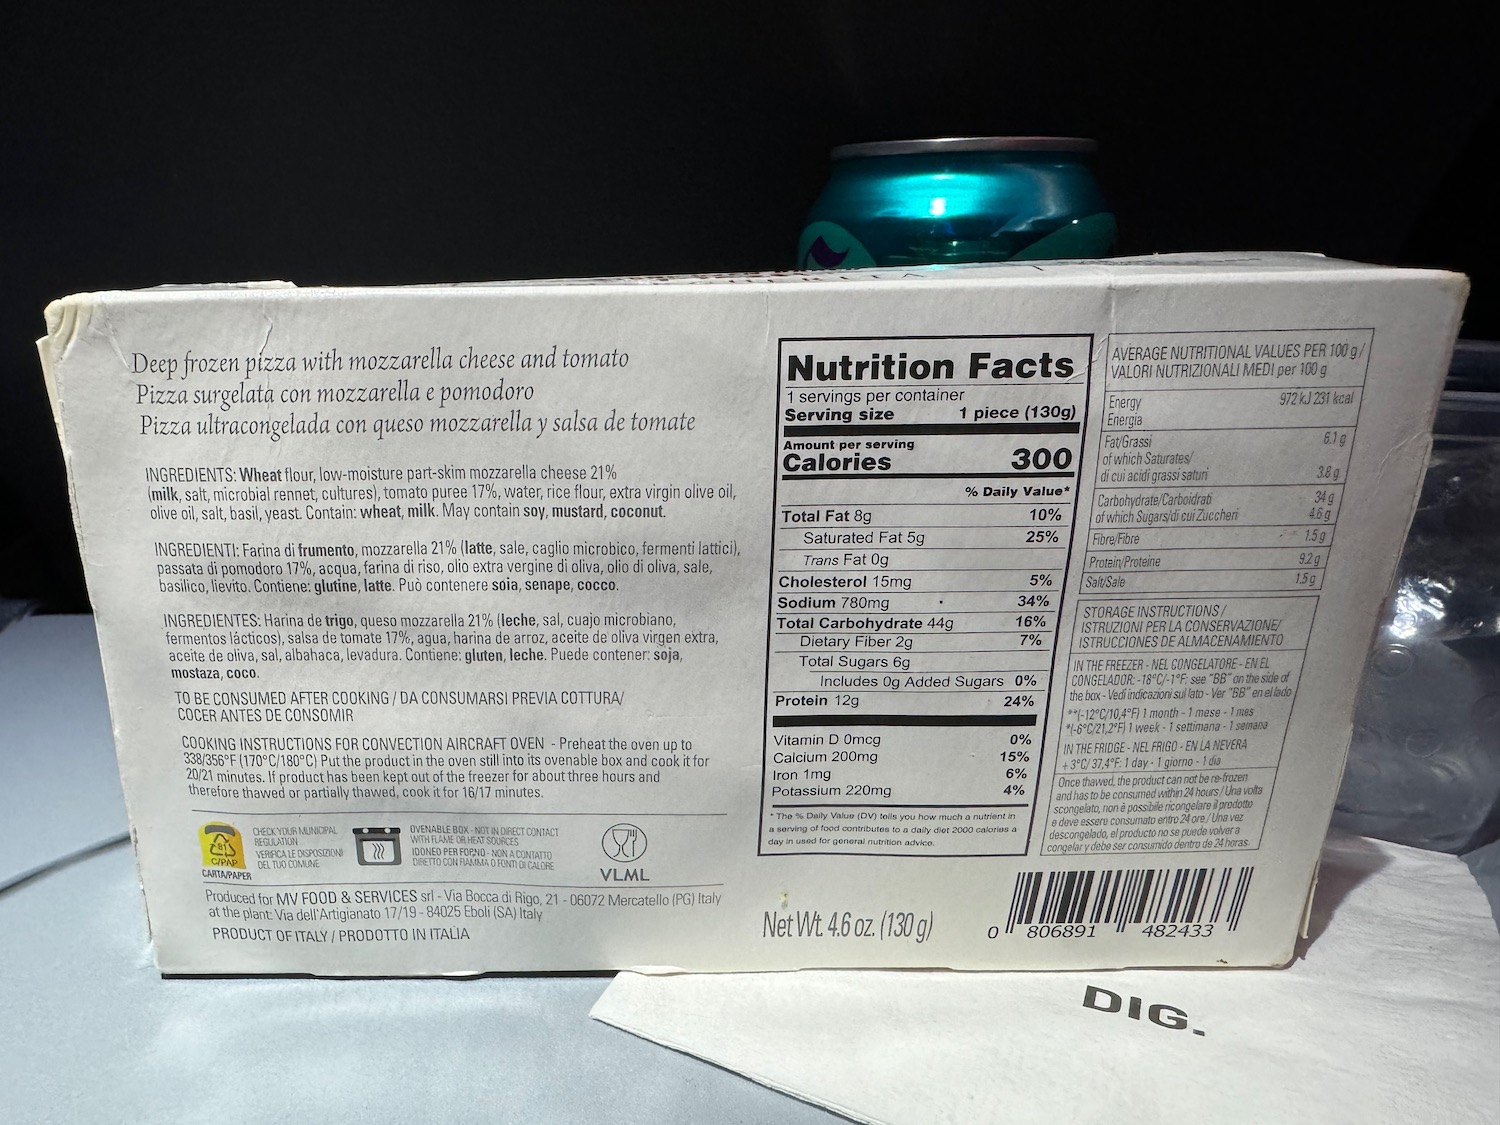 Deep frozen pizza with mozzarella cheese and tomato
Pizza surgelata con mozzarella e pomodoro
Pizza ultracongelada con queso mozzarella y salsa de tomate
INGREDIENTS: Wheat flour, low-moisture part-skim mozzarella cheese 21%
(milk, salt, microbial rennet, cultures), tomato puree 17%, water, rice flour, extra virgin olive oil,
olive oil, salt, basil, yeast. Contain: wheat, milk. May contain soy, mustard, coconut.
INGREDIENTI: Farina di frumento, mozzarella 21% (latte, sale, caglio microbico, fermenti lattici),
passata di pomodoro 17%, acqua, farina di riso, olio extra vergine di oliva, olio di oliva, sale,
basilico, lievito. Contiene: glutine, latte. Può contenere soia, senape, cocco.
INGREDIENTES: Harina de trigo, queso mozzarella 21% (leche, sal, cuajo microbiano,
fermentos lácticos), salsa de tomate 17%, agua, harina de arroz, aceite de oliva virgen extra,
aceite de oliva, sal, albahaca, levadura. Contiene: gluten, leche. Puede contener: soja,
mostaza, coco.
TO BE CONSUMED AFTER COOKING / DA CONSUMARSI PREVIA COTTURA/
COCER ANTES DE CONSOMIR
COOKING INSTRUCTIONS FOR CONVECTION AIRCRAFT OVEN - Preheat the oven up to
338/356°F (170°C/180°C) Put the product in the oven still into its ovenable box and cook it for
20/21 minutes. If product has been kept out of the freezer for about three hours and
therefore thawed or partially thawed, cook it for 16/17 minutes.
81
C/PAP
CARTA/PAPER
CHECK YOUR MUNICIPAL
REGULATION
VERIFICA LE DISPOSIZIONI
DEL TUO COMUNE
OVENABLE BOX - NOT IN DIRECT CONTACT
WITH FLAME OR HEAT SOURCES
IDONEO PER FORNO - NON A CONTATTO
DIRETTO CON FIAMMA O FONTI DI CALORE
VLML
Produced for MV FOOD & SERVICES srl - Via Bocca di Rigo, 21 - 06072 Mercatello (PG) Italy
at the plant: Via dell'Artigianato 17/19 - 84025 Eboli (SA) Italy
PRODUCT OF ITALY / PRODOTTO IN ITALIA
Nutrition Facts
1 servings per container
Serving size 1 piece (130g)
Amount per serving
Calories 300
% Daily Value*
Total Fat 8g 10%
Saturated Fat 5g 25%
Trans Fat 0g
Cholesterol 15mg 5%
Sodium 780mg 34%
Total Carbohydrate 44g 16%
Dietary Fiber 2g 7%
Total Sugars 6g
Includes 0g Added Sugars 0%
Protein 12g 24%
Vitamin D 0mcg 0%
Calcium 200mg 15%
Iron 1mg 6%
Potassium 220mg 4%
* The % Daily Value (DV) tells you how much a nutrient in
a serving of food contributes to a daily diet 2000 calories a
day in used for general nutrition advice.
Net Wt. 4.6 oz. (130 g)
AVERAGE NUTRITIONAL VALUES PER 100 g /
VALORI NUTRIZIONALI MEDI per 100 g
Energy 972 kJ 231 kcal
Energia
Fat/Grassi 6.1 g
of which Saturates/
di cui acidi grassi saturi 3.8 g
Carbohydrate/Carboidrati 34 g
of which Sugars/di cui Zuccheri 4.6 g
Fibre/Fibre 1.5 g
Protein/Proteine 9.2 g
Salt/Sale 1.5 g
STORAGE INSTRUCTIONS /
ISTRUZIONI PER LA CONSERVAZIONE/
ISTRUCCIONES DE ALMACENAMIENTO
IN THE FREEZER - NEL CONGELATORE - EN EL
CONGELADOR: -18°C/-1°F: see "BB" on the side of
the box - Vedi indicazioni sul lato - Ver "BB" en el lado
**(-12°C/10,4°F) 1 month - 1 mese - 1 mes
*(-6°C/21,2°F) 1 week - 1 settimana - 1 semana
IN THE FRIDGE - NEL FRIGO - EN LA NEVERA
+3°C/ 37,4°F: 1 day - 1 giorno - 1 dia
Once thawed, the product can not be re-frozen
and has to be consumed within 24 hours / Una volta
scongelato, non è possibile ricongelare il prodotto
e deve essere consumato entro 24 ore / Una vez
descongelado, el producto no se puede volver a
congelar y debe ser consumido dentro de 24 horas.
0 806891 482433
DIG.